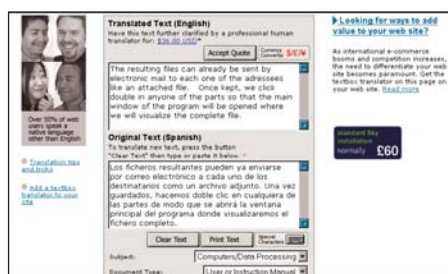 Over 50% of web
users speak a
native language
other than English
Translation tips
and tricks
Add a textbox
translator to your
site
Translated Text (English)
Have this text further clarified by a professional human
translator for: $36.00 USD*
Accept Quote
Currency
Converter
$/£/¥
The resulting files can already be sent by
electronic mail to each one of the adressees
like an attached file. Once kept, we click
double in anyone of the parts so that the main
window of the program will be opened where
we will visualize the complete file.
Original Text (Spanish)
To translate new text, press the button
"Clear Text" then type or paste it below.
Los ficheros resultantes pueden ya enviarse
por correo electrónico a cada uno de los
destinatarios como un archivo adjunto. Una vez
guardados, hacemos doble clic en cualquiera de
las partes de modo que se abrirá la ventana
principal del programa donde visualizaremos el
fichero completo.
Clear Text
Print Text
Special
Characters
Subject:
Computers/Data Processing
Document Type:
User or Instruction Manual
Looking for ways to add
value to your web site?
As international e-commerce
booms and competition increases,
the need to differentiate your web
site becomes paramount. Get the
textbox translator on this page on
your web site. Read more
standard Sky
installation
normally £60